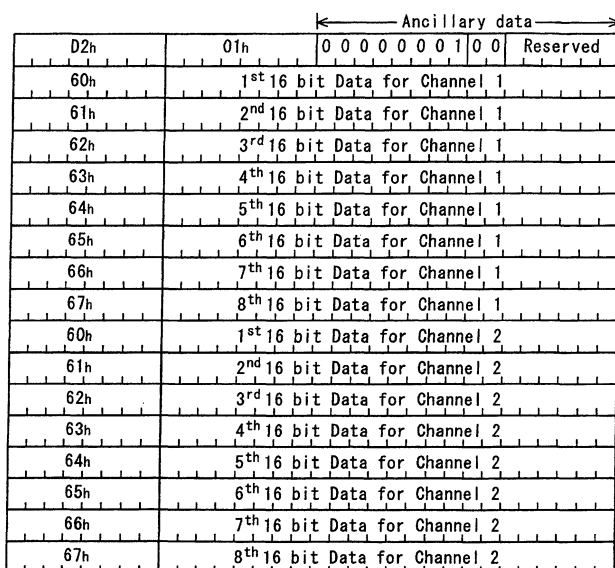 Ancillary data
D2h 01h 0 0 0 0 0 0 0 1 0 0 Reserved
60h 1st 16 bit Data for Channel 1
61h 2nd 16 bit Data for Channel 1
62h 3rd 16 bit Data for Channel 1
63h 4th 16 bit Data for Channel 1
64h 5th 16 bit Data for Channel 1
65h 6th 16 bit Data for Channel 1
66h 7th 16 bit Data for Channel 1
67h 8th 16 bit Data for Channel 1
60h 1st 16 bit Data for Channel 2
61h 2nd 16 bit Data for Channel 2
62h 3rd 16 bit Data for Channel 2
63h 4th 16 bit Data for Channel 2
64h 5th 16 bit Data for Channel 2
65h 6th 16 bit Data for Channel 2
66h 7th 16 bit Data for Channel 2
67h 8th 16 bit Data for Channel 2